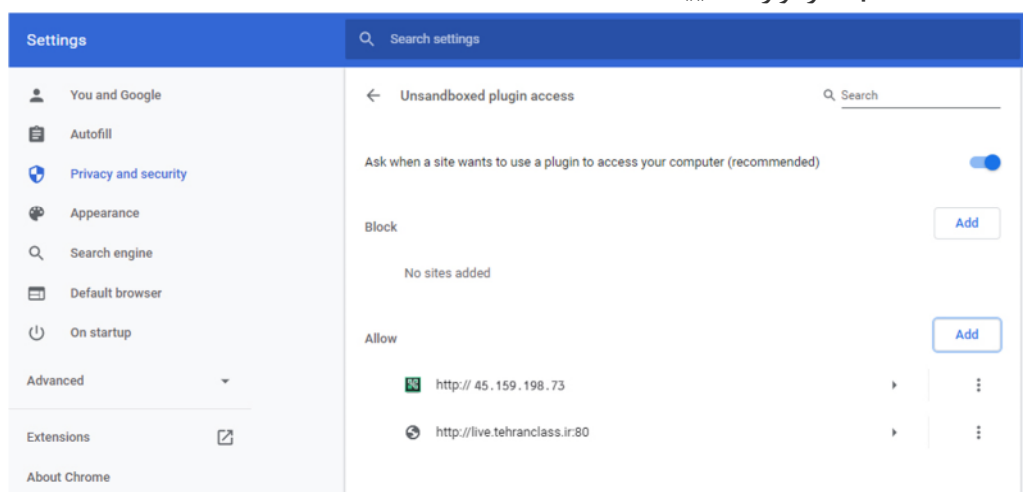 Settings
Search settings
You and Google
Autofill
Privacy and security
Appearance
Search engine
Default browser
On startup
Advanced
Extensions
About Chrome
Unsandboxed plugin access
Search
Ask when a site wants to use a plugin to access your computer (recommended)
Block
Add
No sites added
Allow
Add
http:// 45.159.198.73
http://live.tehranclass.ir:80